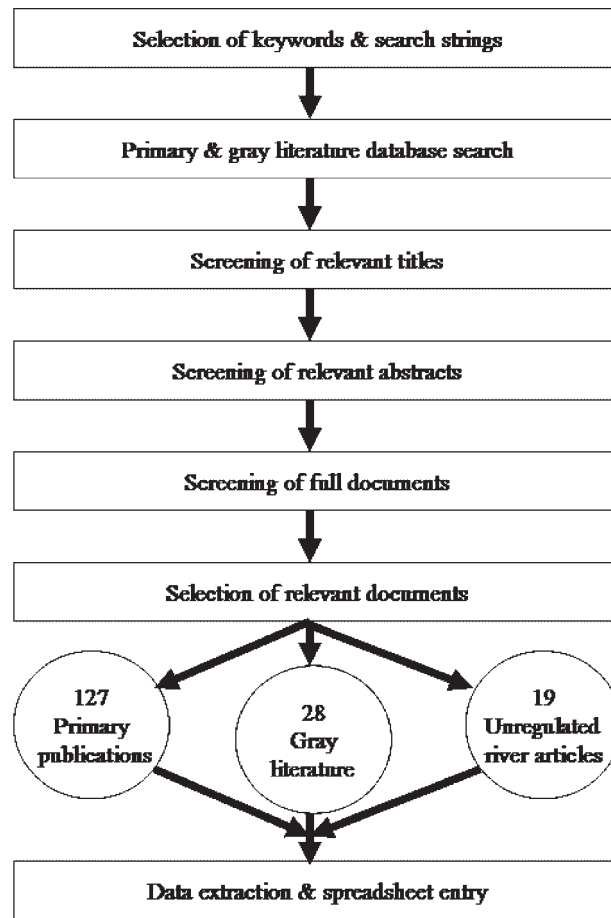 Selection of keywords & search strings
Primary & gray literature database search
Screening of relevant titles
Screening of relevant abstracts
Screening of full documents
Selection of relevant documents
127
Primary
publications
28
Gray
literature
19
Unregulated
river articles
Data extraction & spreadsheet entry